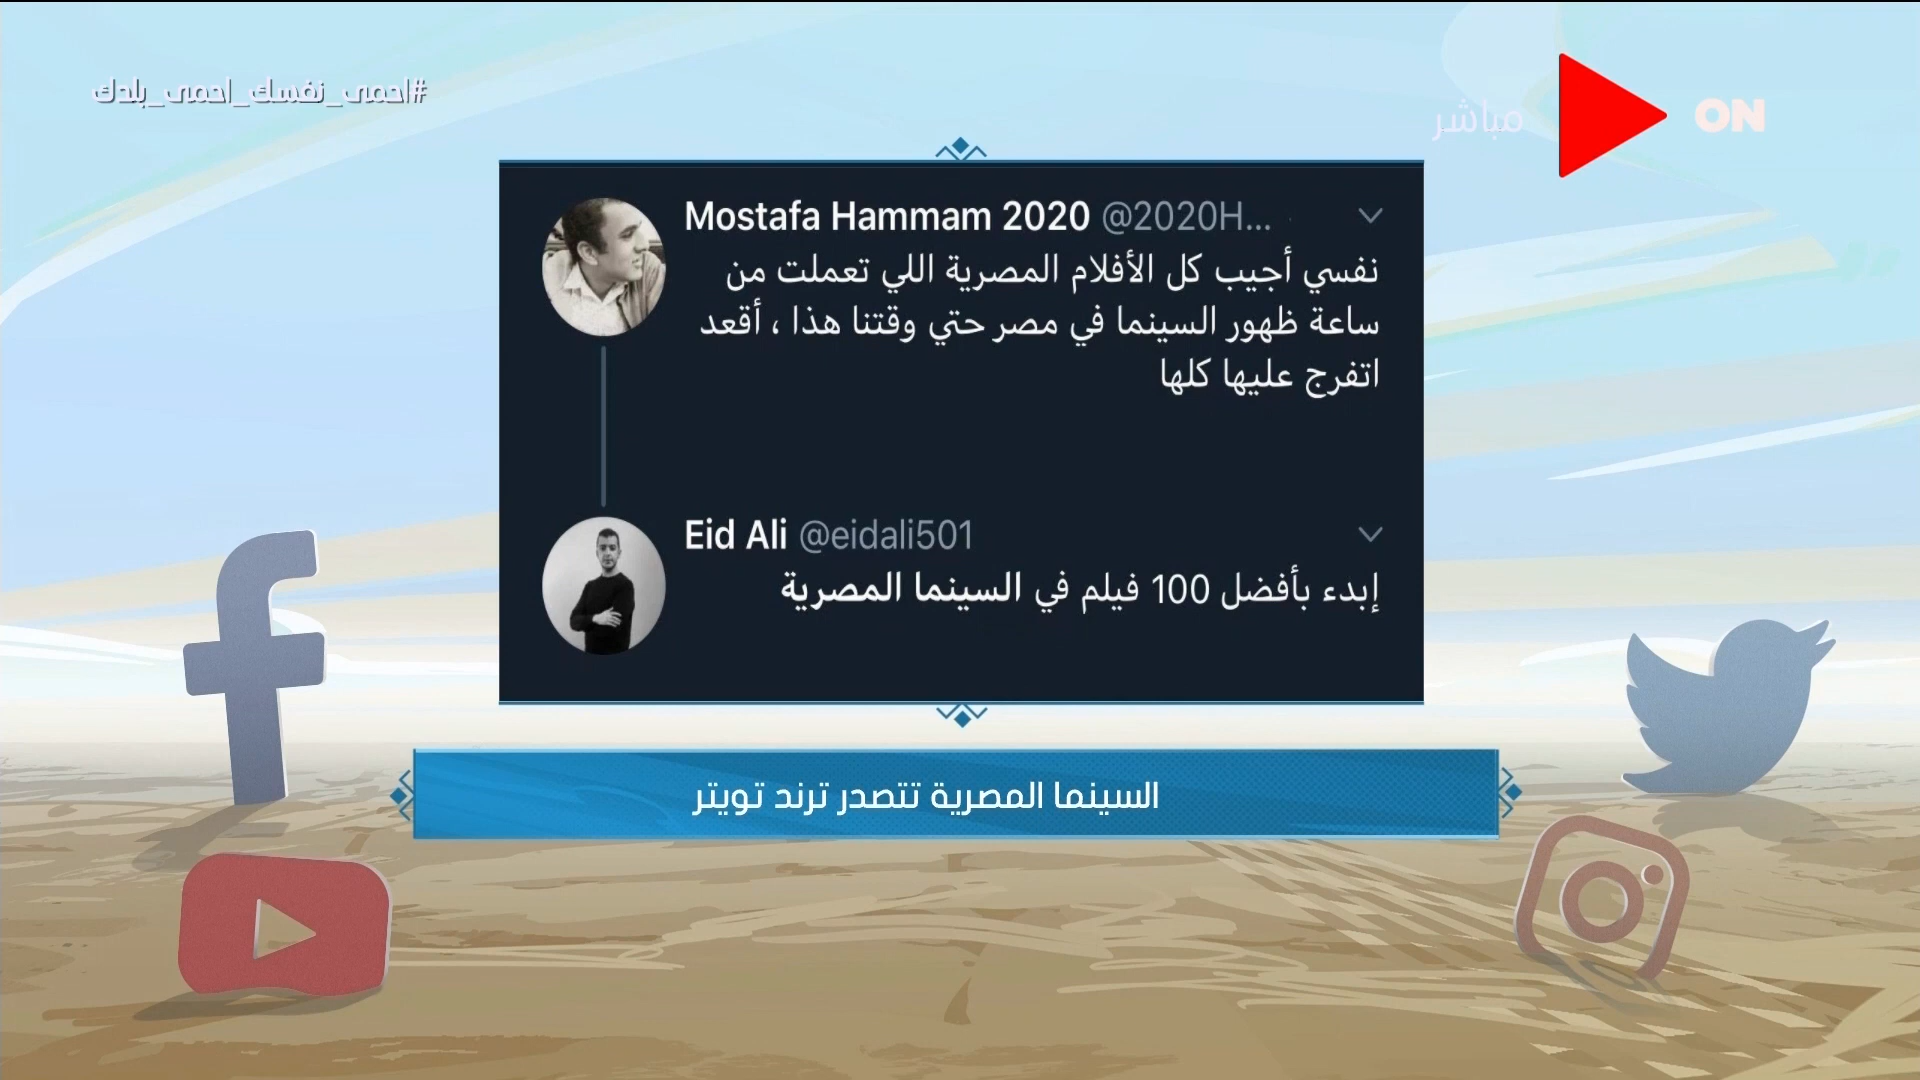 #احمى_نفسك_احمى_بلدك
مباشر
ON
Mostafa Hammam 2020 @2020H...
نفسي أجيب كل الأفلام المصرية اللي تعملت من
ساعة ظهور السينما في مصر حتي وقتنا هذا ، أقعد
اتفرج عليها كلها
Eid Ali @eidali501
إبدء بأفضل 100 فيلم في السينما المصرية
السينما المصرية تتصدر ترند تويتر